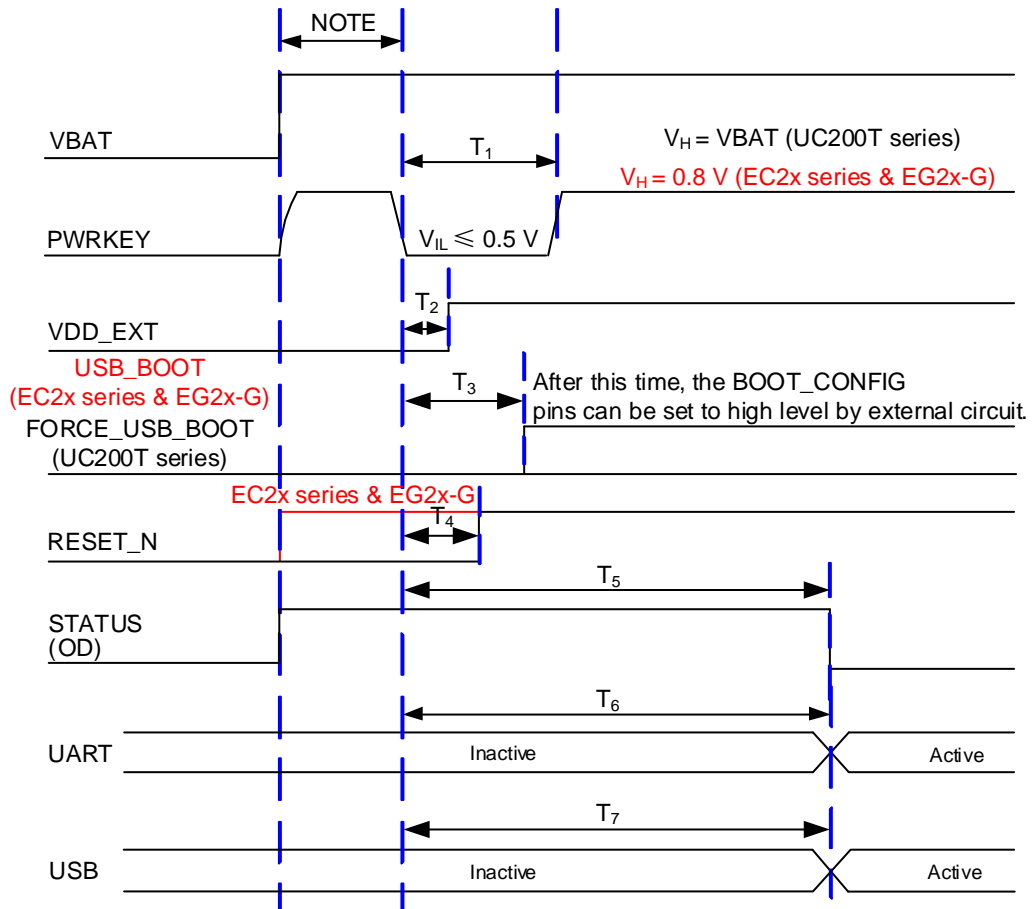 NOTE
VBAT
T1
VH = VBAT (UC200T series)
VH = 0.8 V (EC2x series & EG2x-G)
PWRKEY
VIL ≤ 0.5 V
T2
VDD_EXT
USB_BOOT
(EC2x series & EG2x-G)
T3
After this time, the BOOT_CONFIG
pins can be set to high level by external circuit.
FORCE_USB_BOOT
(UC200T series)
EC2x series & EG2x-G
T4
RESET_N
T5
STATUS
(OD)
T6
UART
Inactive
Active
T7
USB
Inactive
Active